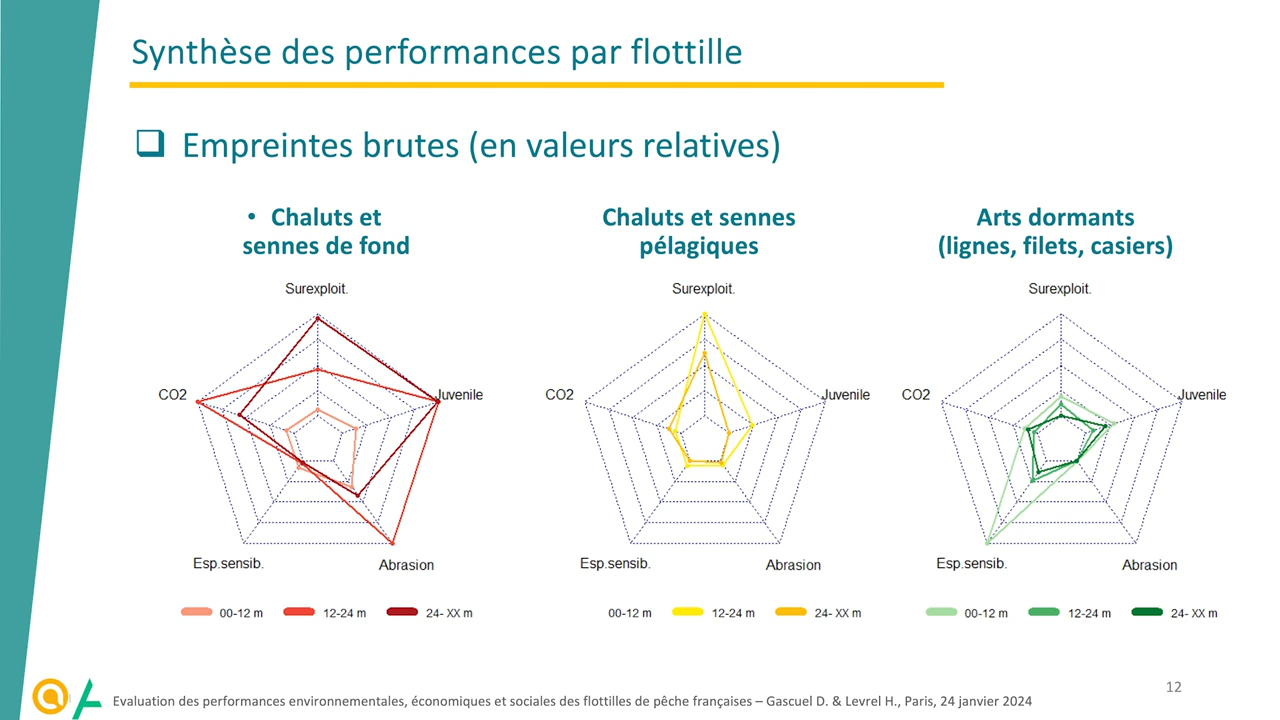 Synthèse des performances par flottille
❑ Empreintes brutes (en valeurs relatives)
• Chaluts et
sennes de fond
Surexploit.
CO2
Juvenile
Esp.sensib.
Abrasion
00-12 m
12-24 m
24- XX m
Chaluts et sennes
pélagiques
Surexploit.
CO2
Juvenile
Esp.sensib.
Abrasion
00-12 m
12-24 m
24- XX m
Arts dormants
(lignes, filets, casiers)
Surexploit.
CO2
Juvenile
Esp.sensib.
Abrasion
00-12 m
12-24 m
24- XX m
12
Evaluation des performances environnementales, économiques et sociales des flottilles de pêche françaises – Gascuel D. & Levrel H., Paris, 24 janvier 2024